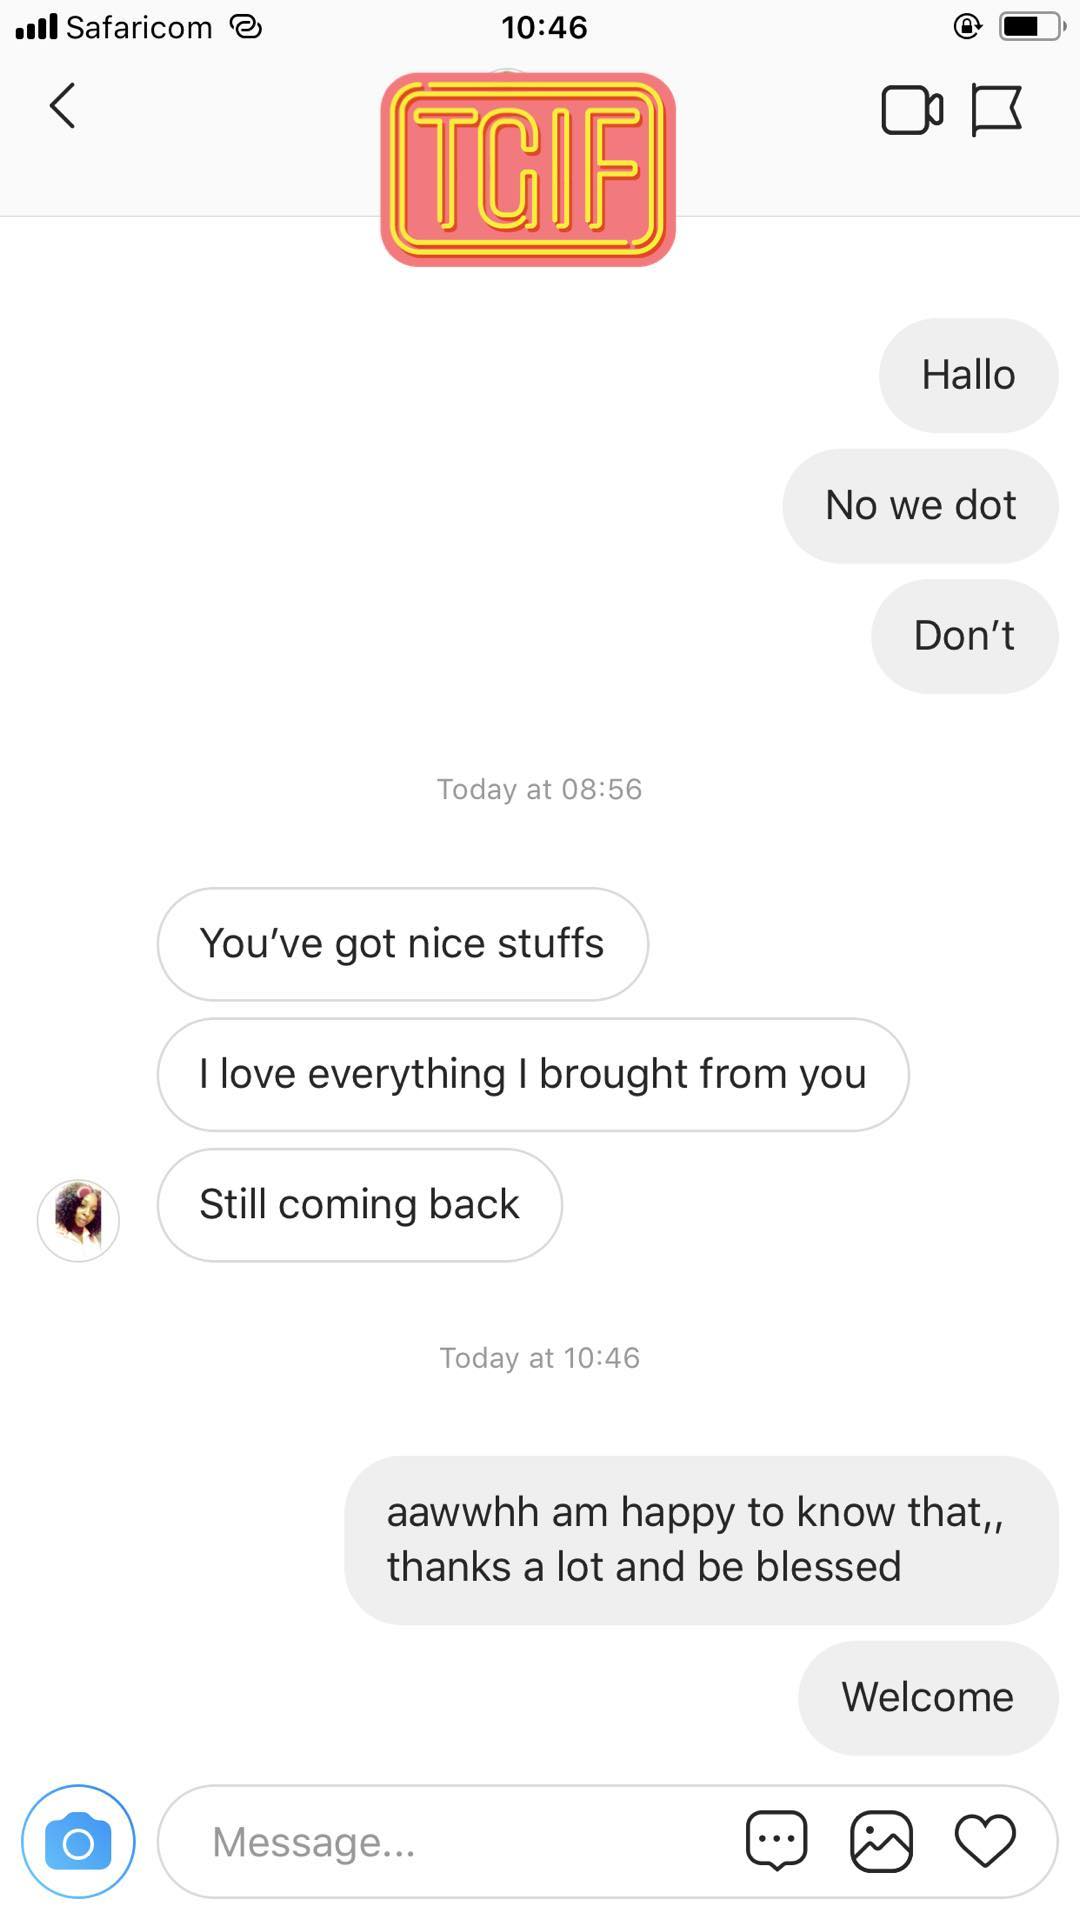 Safaricom
10:46
TGIF
Hallo
No we dot
Don’t
Today at 08:56
You’ve got nice stuffs
I love everything I brought from you
Still coming back
Today at 10:46
aawwhh am happy to know that,,
thanks a lot and be blessed
Welcome
Message...